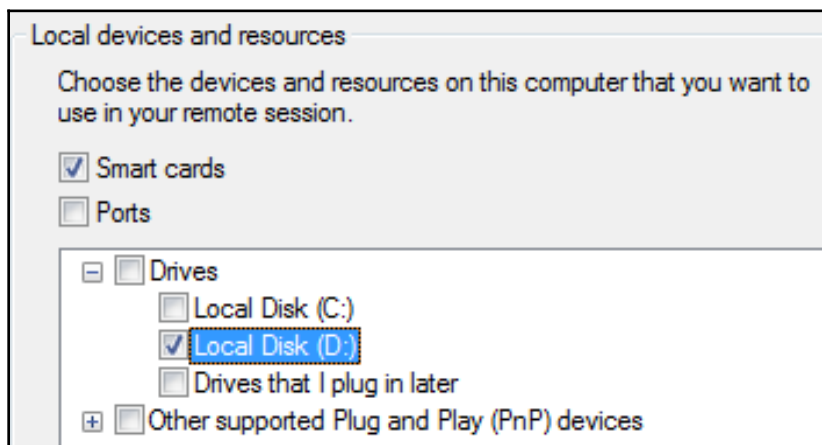 Local devices and resources
Choose the devices and resources on this computer that you want to
use in your remote session.
Smart cards
Ports
Drives
Local Disk (C:)
Local Disk (D:)
Drives that I plug in later
Other supported Plug and Play (PnP) devices